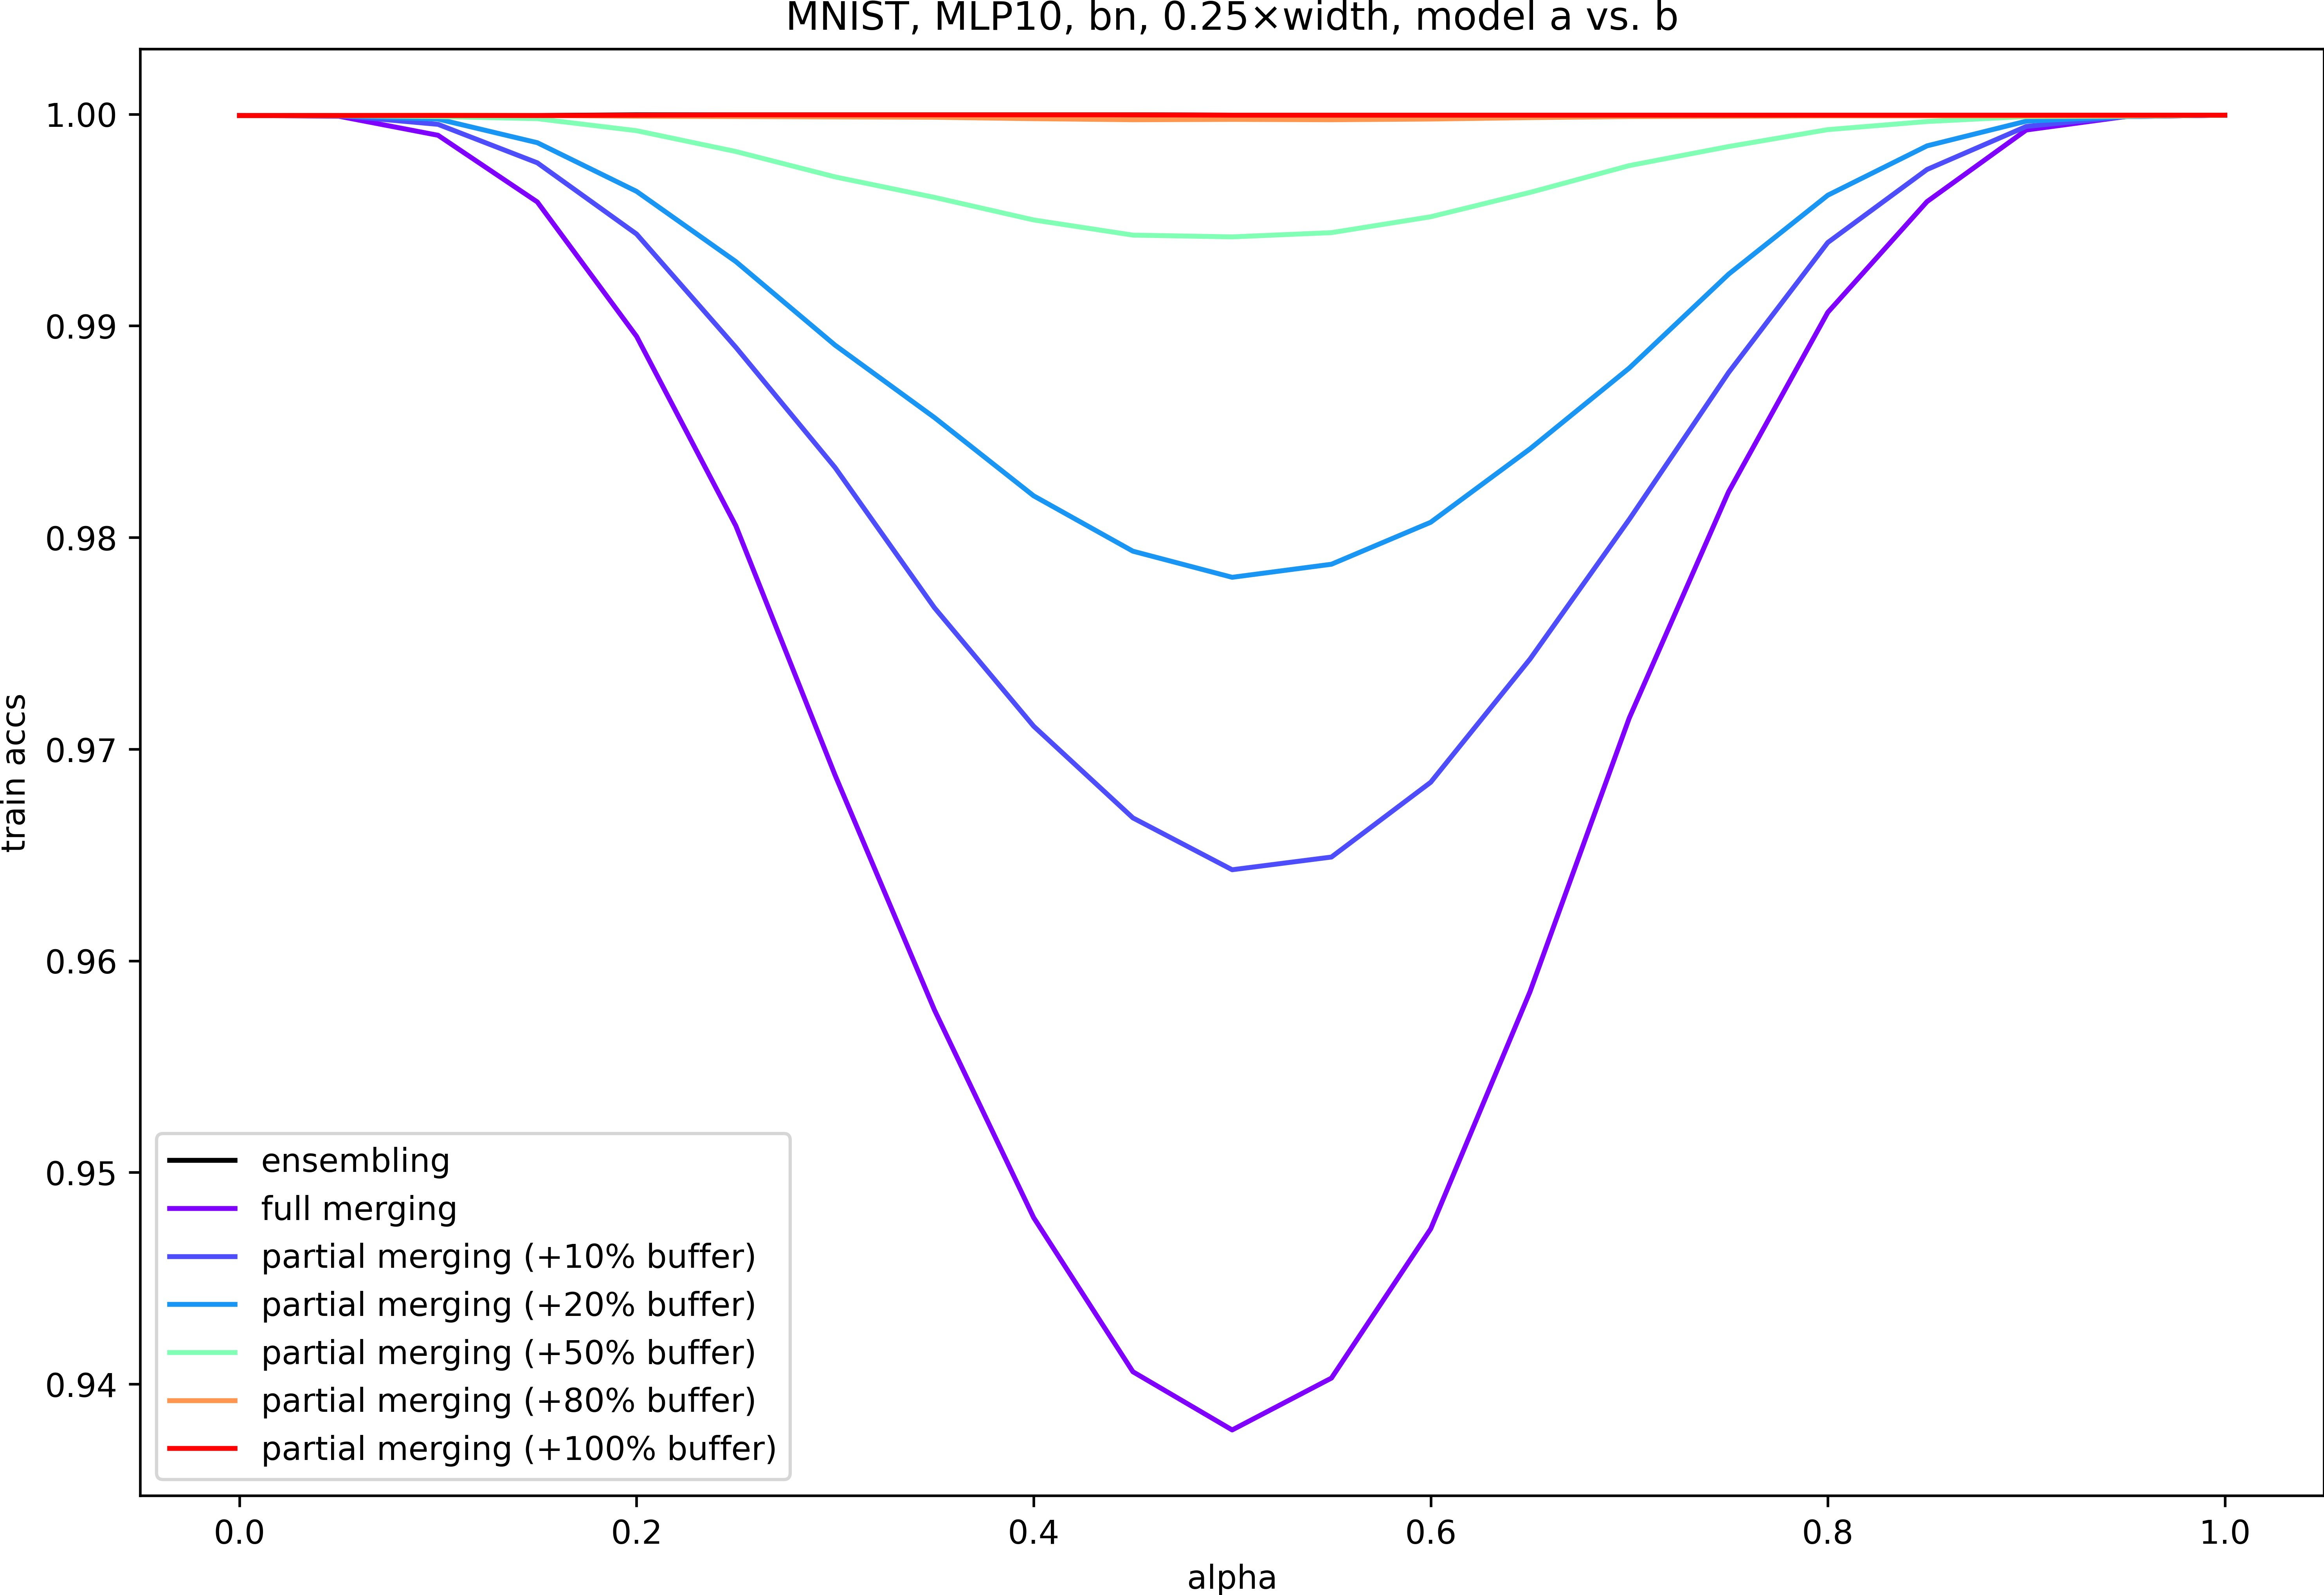 MNIST, MLP10, bn, 0.25×width, model a vs. b
1.00
0.99
0.98
0.97
0.96
0.95
0.94
train accs
ensembling
full merging
partial merging (+10% buffer)
partial merging (+20% buffer)
partial merging (+50% buffer)
partial merging (+80% buffer)
partial merging (+100% buffer)
0.0 0.2 0.4 0.6 0.8 1.0
alpha